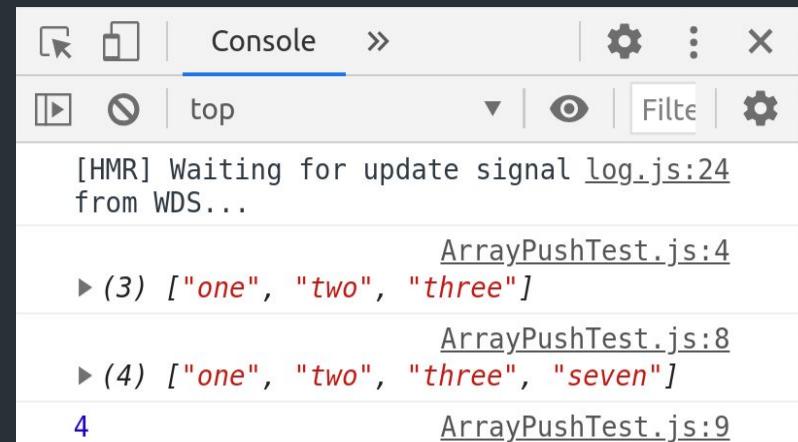 Console
top
Filte
[HMR] Waiting for update signal log.js:24
from WDS...
ArrayPushTest.js:4
(3) ["one", "two", "three"]
ArrayPushTest.js:8
(4) ["one", "two", "three", "seven"]
4 ArrayPushTest.js:9